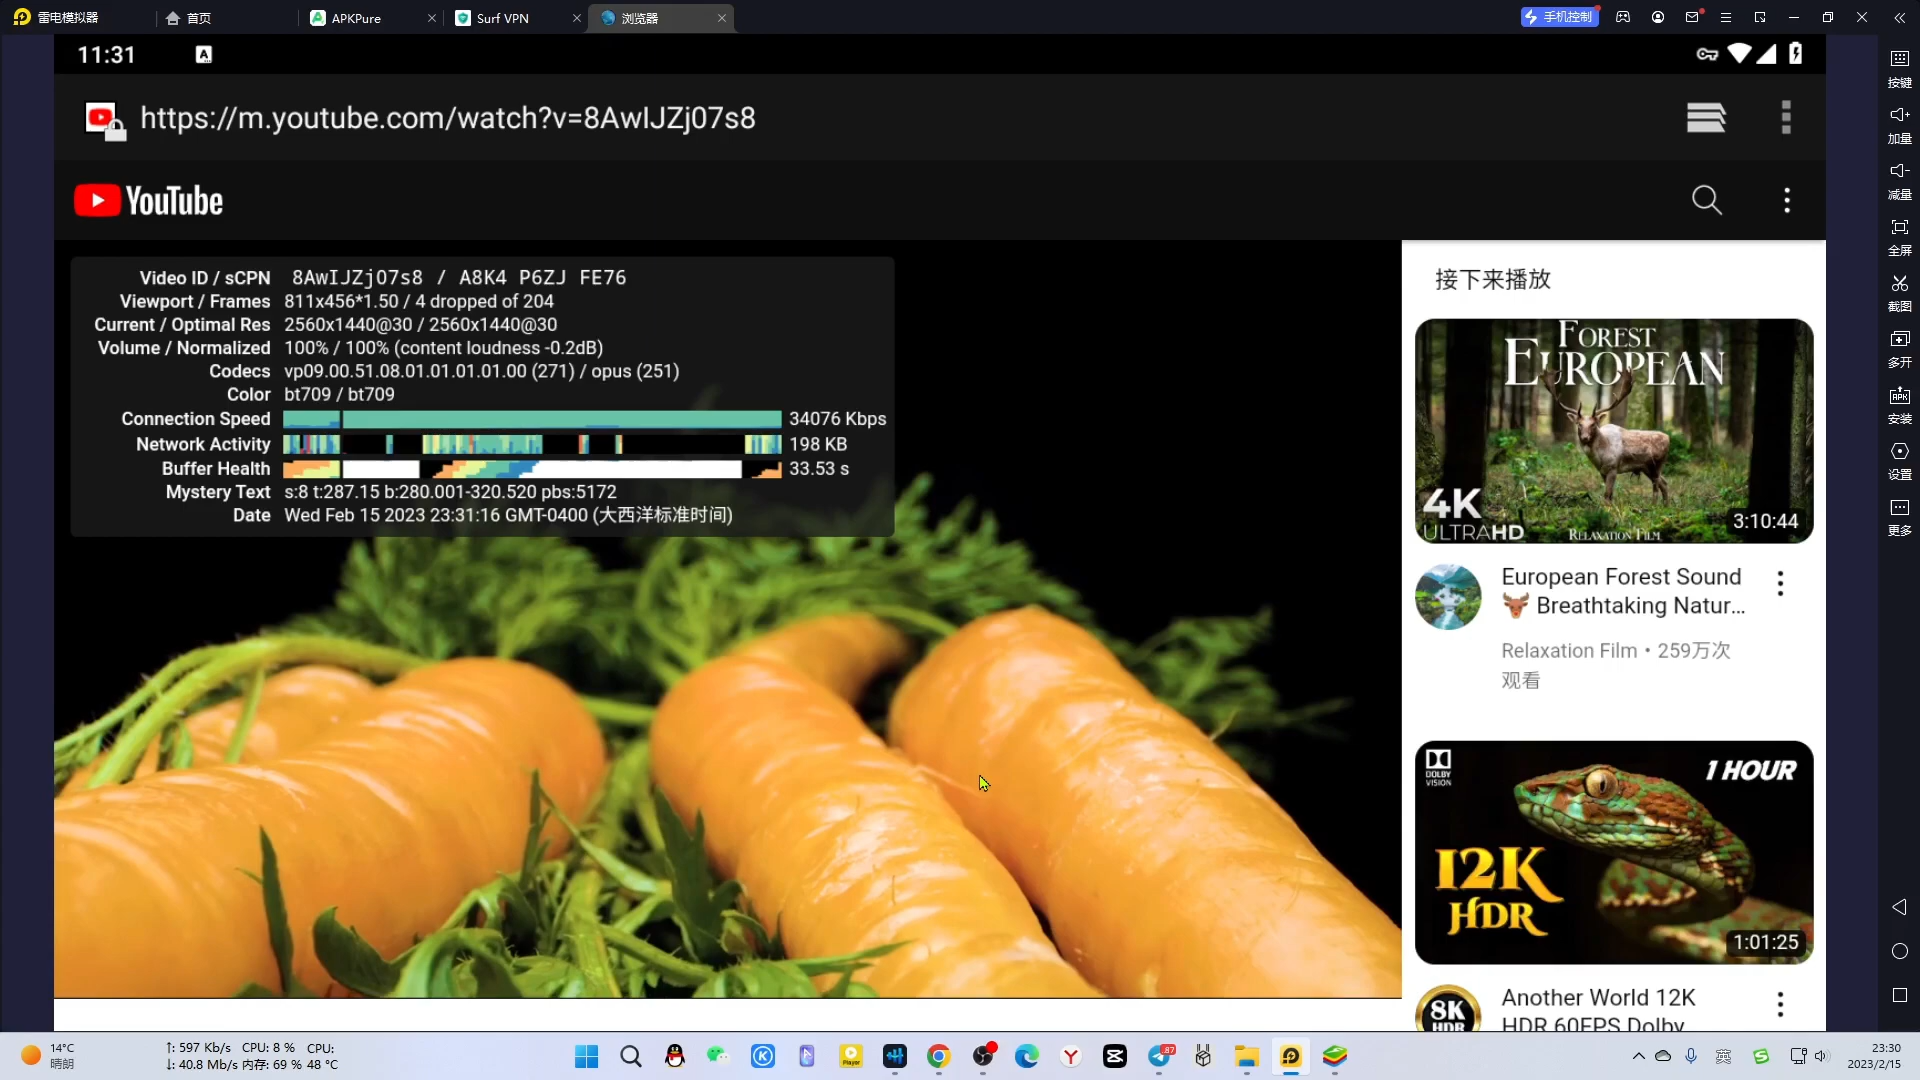 雷电模拟器
首页
APKPure
Surf VPN
浏览器
手机控制
11:31
A
https://m.youtube.com/watch?v=8AwIJZj07s8
YouTube
Video ID / sCPN 8AwIJZj07s8 / A8K4 P6ZJ FE76
Viewport / Frames 811x456*1.50 / 4 dropped of 204
Current / Optimal Res 2560x1440@30 / 2560x1440@30
Volume / Normalized 100% / 100% (content loudness -0.2dB)
Codecs vp09.00.51.08.01.01.01.01.00 (271) / opus (251)
Color bt709 / bt709
Connection Speed 34076 Kbps
Network Activity 198 KB
Buffer Health 33.53 s
Mystery Text s:8 t:287.15 b:280.001-320.520 pbs:5172
Date Wed Feb 15 2023 23:31:16 GMT-0400 (大西洋标准时间)
接下来播放
FOREST
EUROPEAN
4K
ULTRAHD
RELAXATION FILM
3:10:44
European Forest Sound
Breathtaking Natur...
Relaxation Film • 259万次
观看
DOLBY
VISION
1 HOUR
12K
HDR
1:01:25
8K
HDR
Another World 12K
HDR 60FPS Dolby
按键
加量
减量
全屏
截图
多开
APK
安装
设置
更多
14°C
晴朗
↑: 597 Kb/s CPU: 8 % CPU:
↓: 40.8 Mb/s 内存: 69 % 48 °C
Player
87
英
23:30
2023/2/15